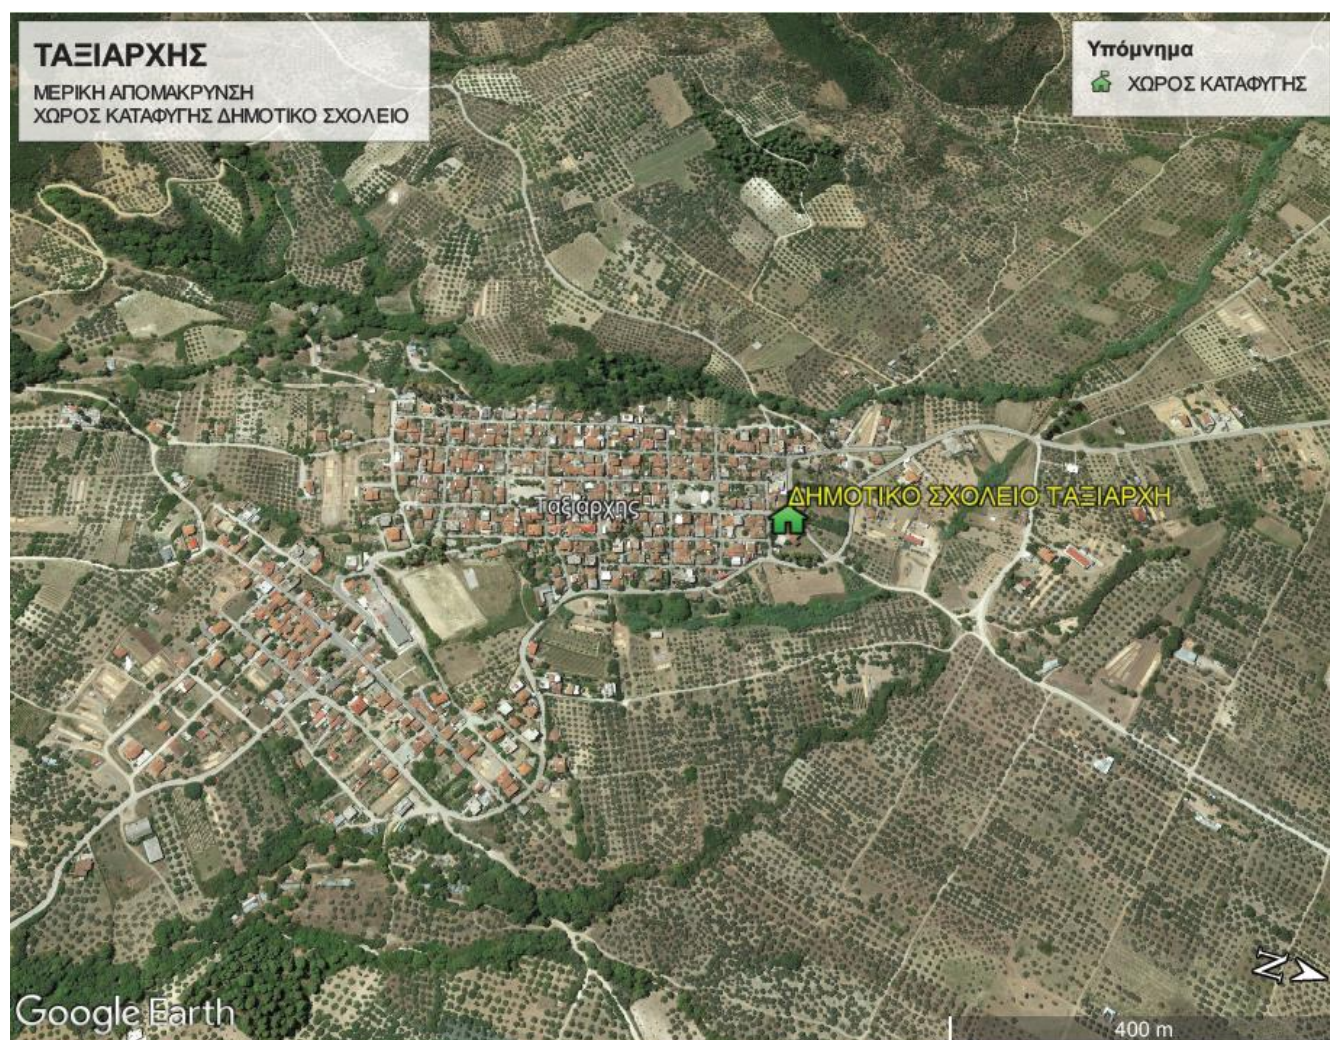 ΤΑΞΙΑΡΧΗΣ
ΜΕΡΙΚΗ ΑΠΟΜΑΚΡΥΝΣΗ
ΧΩΡΟΣ ΚΑΤΑΦΥΓΗΣ ΔΗΜΟΤΙΚΟ ΣΧΟΛΕΙΟ
Υπόμνημα
ΧΩΡΟΣ ΚΑΤΑΦΥΓΗΣ
ΔΗΜΟΤΙΚΟ ΣΧΟΛΕΙΟ ΤΑΞΙΑΡΧΗ
Ταξιάρχης
N
Google Earth
400 m